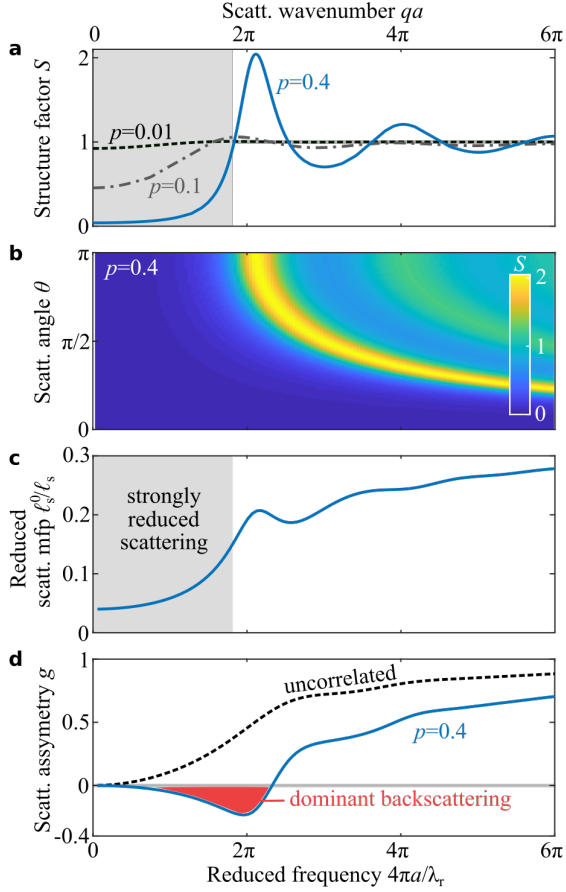 Scatt. wavenumber qa
0 2π 4π 6π
a
Structure factor S
2
1
0
p=0.4
p=0.01
p=0.1
b
Scatt. angle θ
π
π/2
0
p=0.4
S
2
1
0
c
Reduced
scatt. mfp ℓs⁰/ℓs
0.3
0.2
0.1
0
strongly
reduced
scattering
d
Scatt. assymetry g
1
0.5
0
-0.4
uncorrelated
p=0.4
dominant backscattering
0 2π 4π 6π
Reduced frequency 4πa/λr